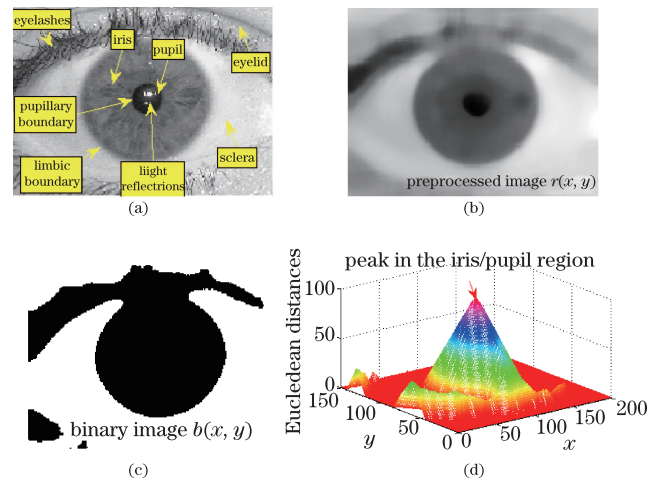 eyelashes
iris
pupil
eyelid
pupillary
boundary
limbic
boundary
liight
reflectrions
sclera
(a)
preprocessed image r(x, y)
(b)
binary image b(x, y)
(c)
peak in the iris/pupil region
Eucledean distances
100
50
0
150
100
50
0
y
0
50
100
150
200
x
(d)